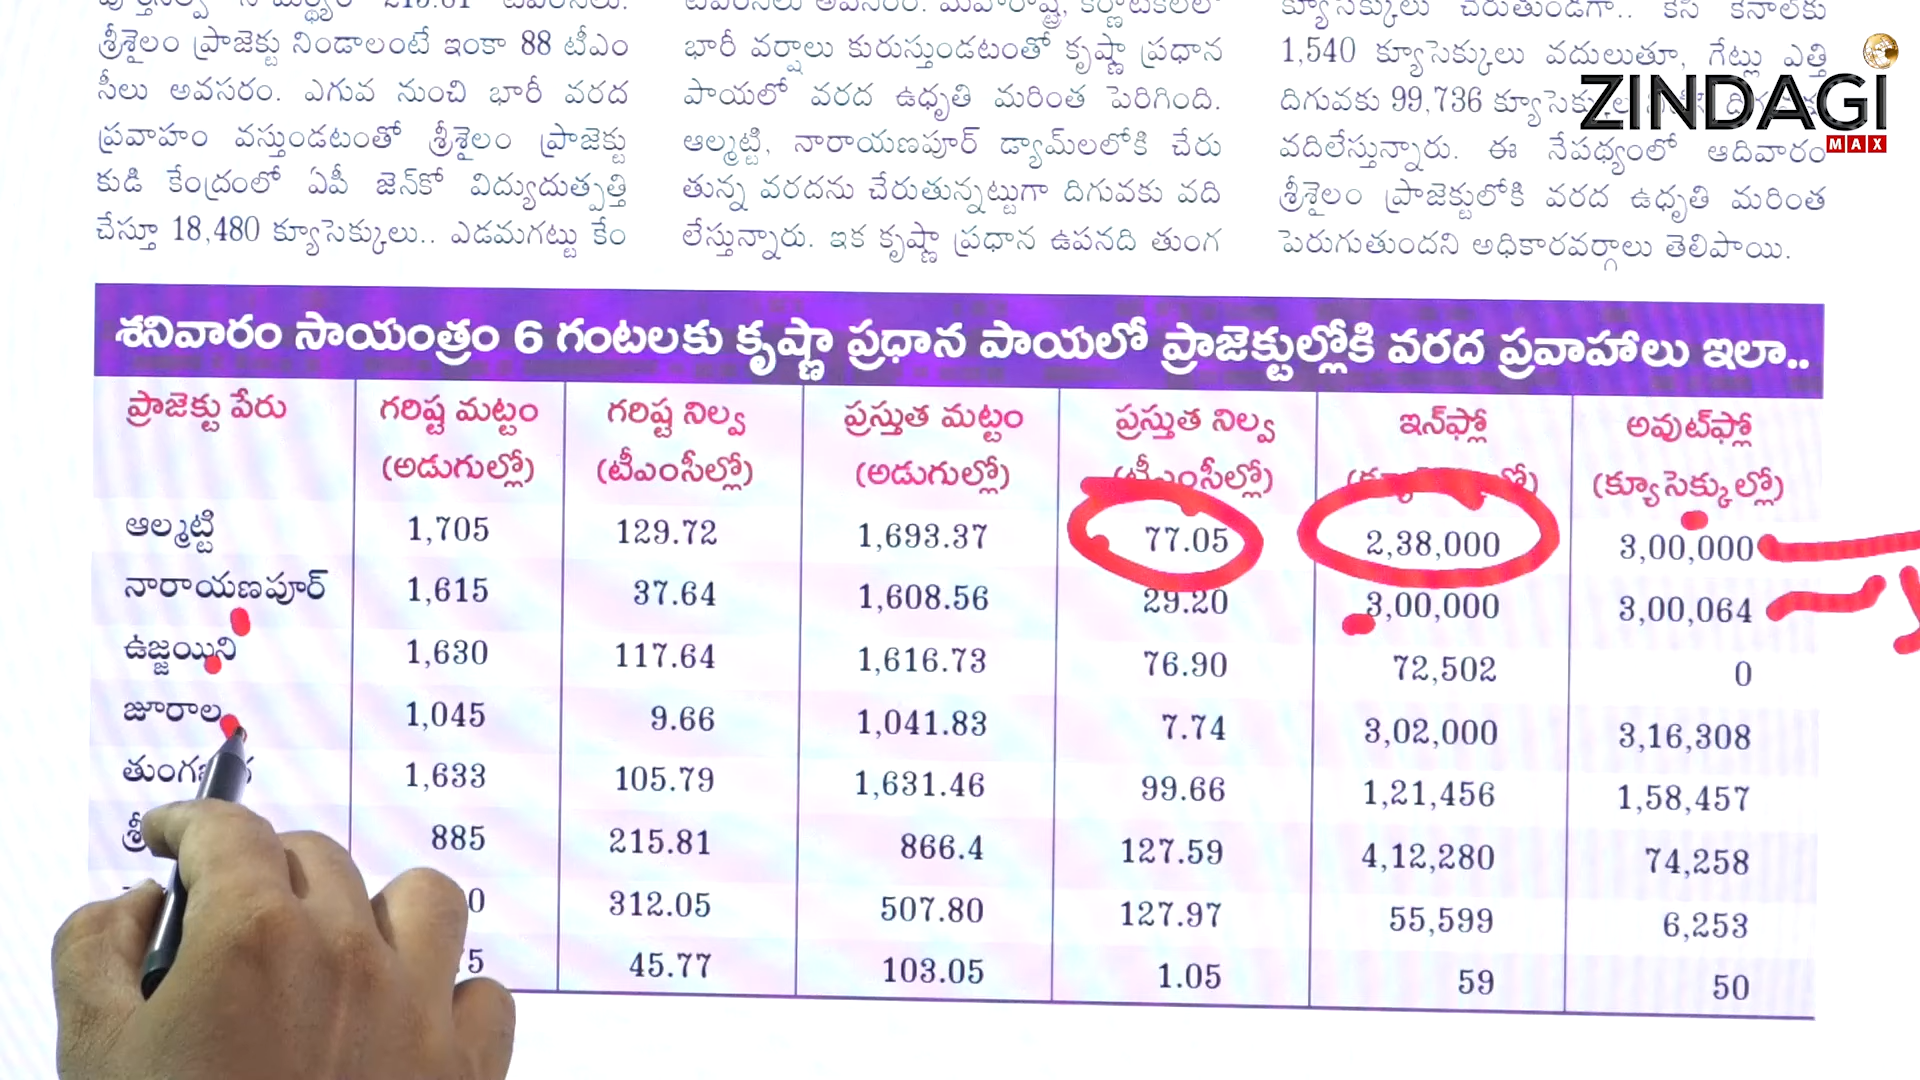 శ్రీశైలం ప్రాజెక్టు నిండాలంటే ఇంకా 88 టీఎం
సీలు అవసరం. ఎగువ నుంచి భారీ వరద
ప్రవాహం వస్తుండటంతో శ్రీశైలం ప్రాజెక్టు
కుడి కేంద్రంలో ఏపీ జెన్‌కో విద్యుదుత్పత్తి
చేస్తూ 18,480 క్యూసెక్కులు.. ఎడమగట్టు కేం
భారీ వర్షాలు కురుస్తుండటంతో కృష్ణా ప్రధాన
పాయలో వరద ఉధృతి మరింత పెరిగింది.
ఆల్మట్టి, నారాయణపూర్ డ్యామ్‌లలోకి చేరు
తున్న వరదను చేరుతున్నట్టుగా దిగువకు వది
లేస్తున్నారు. ఇక కృష్ణా ప్రధాన ఉపనది తుంగ
క్యూసెక్కులు చేరుతుండగా..
1,540 క్యూసెక్కులు వదులుతూ, గేట్లు ఎత్తి
దిగువకు 99,736
వదిలేస్తున్నారు. ఈ నేపథ్యంలో ఆదివారం
శ్రీశైలం ప్రాజెక్టులోకి వరద ఉధృతి మరింత
పెరుగుతుందని అధికారవర్గాలు తెలిపాయి.
ZINDAGI
MAX
శనివారం సాయంత్రం 6 గంటలకు కృష్ణా ప్రధాన పాయలో ప్రాజెక్టుల్లోకి వరద ప్రవాహాలు ఇలా..
ప్రాజెక్టు పేరు గరిష్ట మట్టం గరిష్ట నిల్వ ప్రస్తుత మట్టం ప్రస్తుత నిల్వ ఇన్‌ఫ్లో అవుట్‌ఫ్లో
(అడుగుల్లో) (టీఎంసీల్లో) (అడుగుల్లో) (టీఎంసీల్లో) (క్యూసెక్కుల్లో)
ఆల్మట్టి 1,705 129.72 1,693.37 77.05 2,38,000 3,00,000
నారాయణపూర్ 1,615 37.64 1,608.56 29.20 3,00,000 3,00,064
ఉజ్జయిని 1,630 117.64 1,616.73 76.90 72,502 0
జూరాల 1,045 9.66 1,041.83 7.74 3,02,000 3,16,308
1,633 105.79 1,631.46 99.66 1,21,456 1,58,457
885 215.81 866.4 127.59 4,12,280 74,258
312.05 507.80 127.97 55,599 6,253
45.77 103.05 1.05 59 50